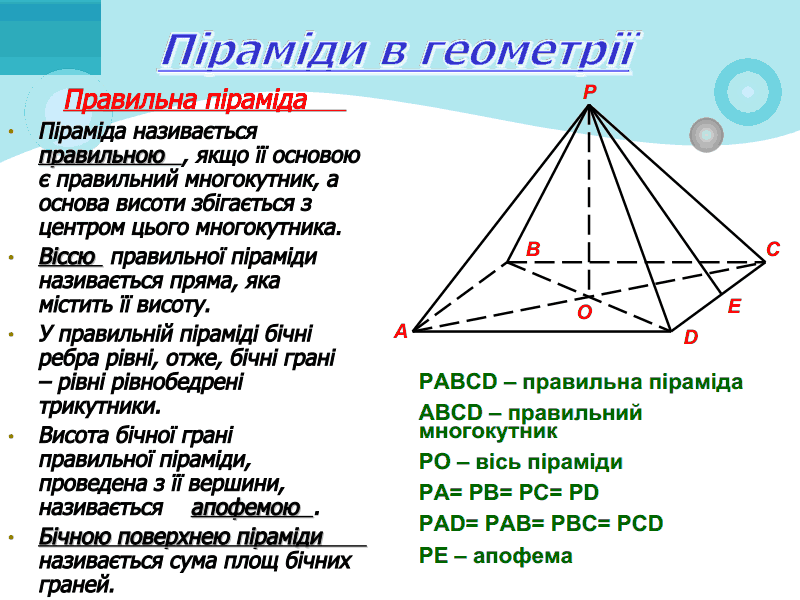 Піраміди в геометрії
Правильна піраміда
• Піраміда називається
правильною , якщо її основою
є правильний многокутник, а
основа висоти збігається з
центром цього многокутника.
• Віссю правильної піраміди
називається пряма, яка
містить її висоту.
• У правильній піраміді бічні
ребра рівні, отже, бічні грані
– рівні рівнобедрені
трикутники.
• Висота бічної грані
правильної піраміди,
проведена з її вершини,
називається апофемою .
• Бічною поверхнею піраміди
називається сума площ бічних
граней.
P
B
C
O
E
A
D
PABCD – правильна піраміда
ABCD – правильний
многокутник
PO – вісь піраміди
PA= PB= PC= PD
PAD= PAB= PBC= PCD
PE – апофема